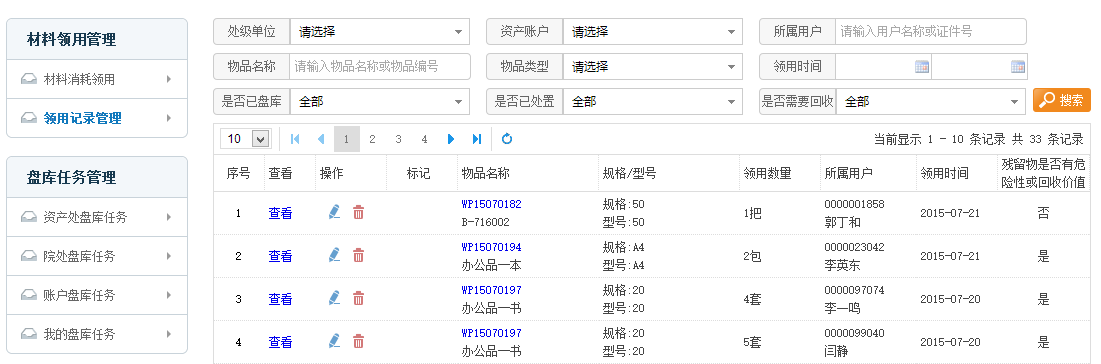 材料领用管理
材料消耗领用
领用记录管理
盘库任务管理
资产处盘库任务
院处盘库任务
账户盘库任务
我的盘库任务
处级单位 请选择 资产账户 请选择 所属用户 请输入用户名称或证件号
物品名称 请输入物品名称或物品编号 物品类型 请选择 领用时间
是否已盘库 全部 是否已处置 全部 是否需要回收 全部 搜索
10 1 2 3 4 当前显示 1 - 10 条记录 共 33 条记录
序号 查看 操作 标记 物品名称 规格/型号 领用数量 所属用户 领用时间 残留物是否有危
险性或回收价值
1 查看 WP15070182 规格:50 1把 0000001858 2015-07-21 否
B-716002 型号:50 郭丁和
2 查看 WP15070194 规格:A4 2包 0000023042 2015-07-21 是
办公品一本 型号:A4 李英东
3 查看 WP15070197 规格:20 4套 0000097074 2015-07-20 是
办公品一书 型号:20 李一鸣
4 查看 WP15070197 规格:20 5套 0000099040 2015-07-20 是
办公品一书 型号:20 闫静